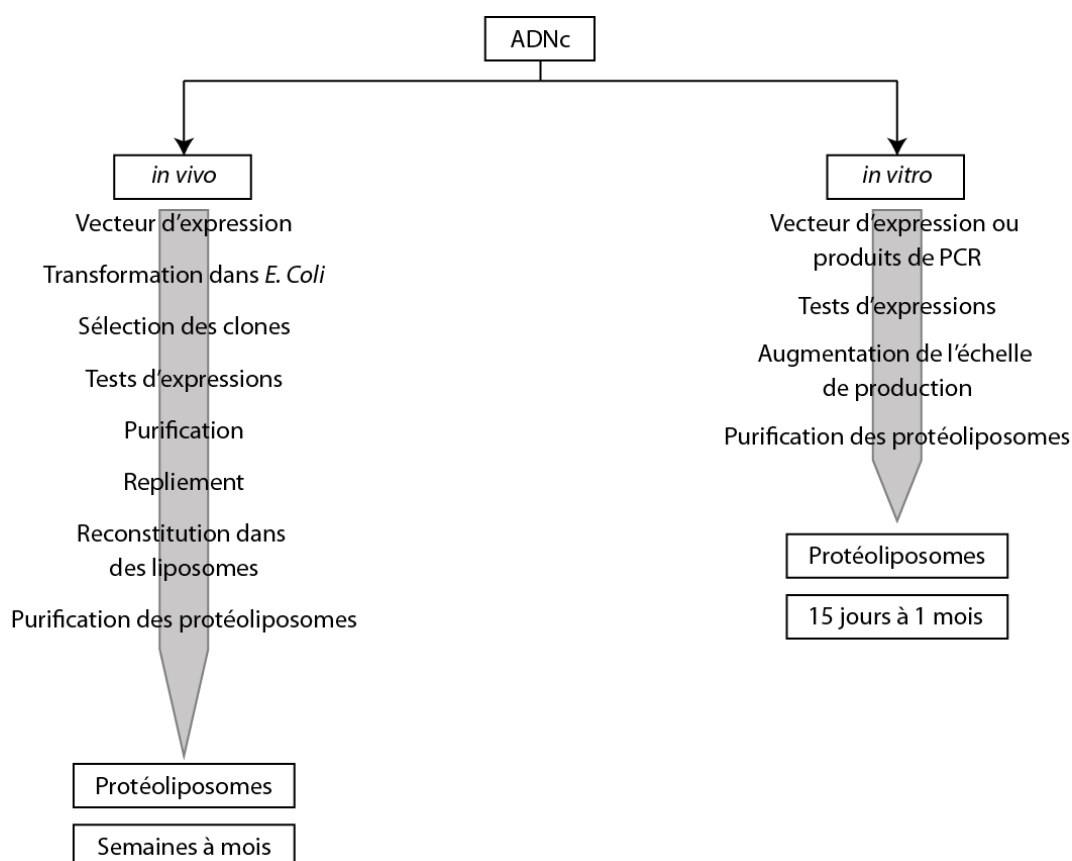 ADNc
in vivo
Vecteur d'expression
Transformation dans E. Coli
Sélection des clones
Tests d'expressions
Purification
Repliement
Reconstitution dans
des liposomes
Purification des protéoliposomes
Protéoliposomes
Semaines à mois
in vitro
Vecteur d'expression ou
produits de PCR
Tests d'expressions
Augmentation de l'échelle
de production
Purification des protéoliposomes
Protéoliposomes
15 jours à 1 mois